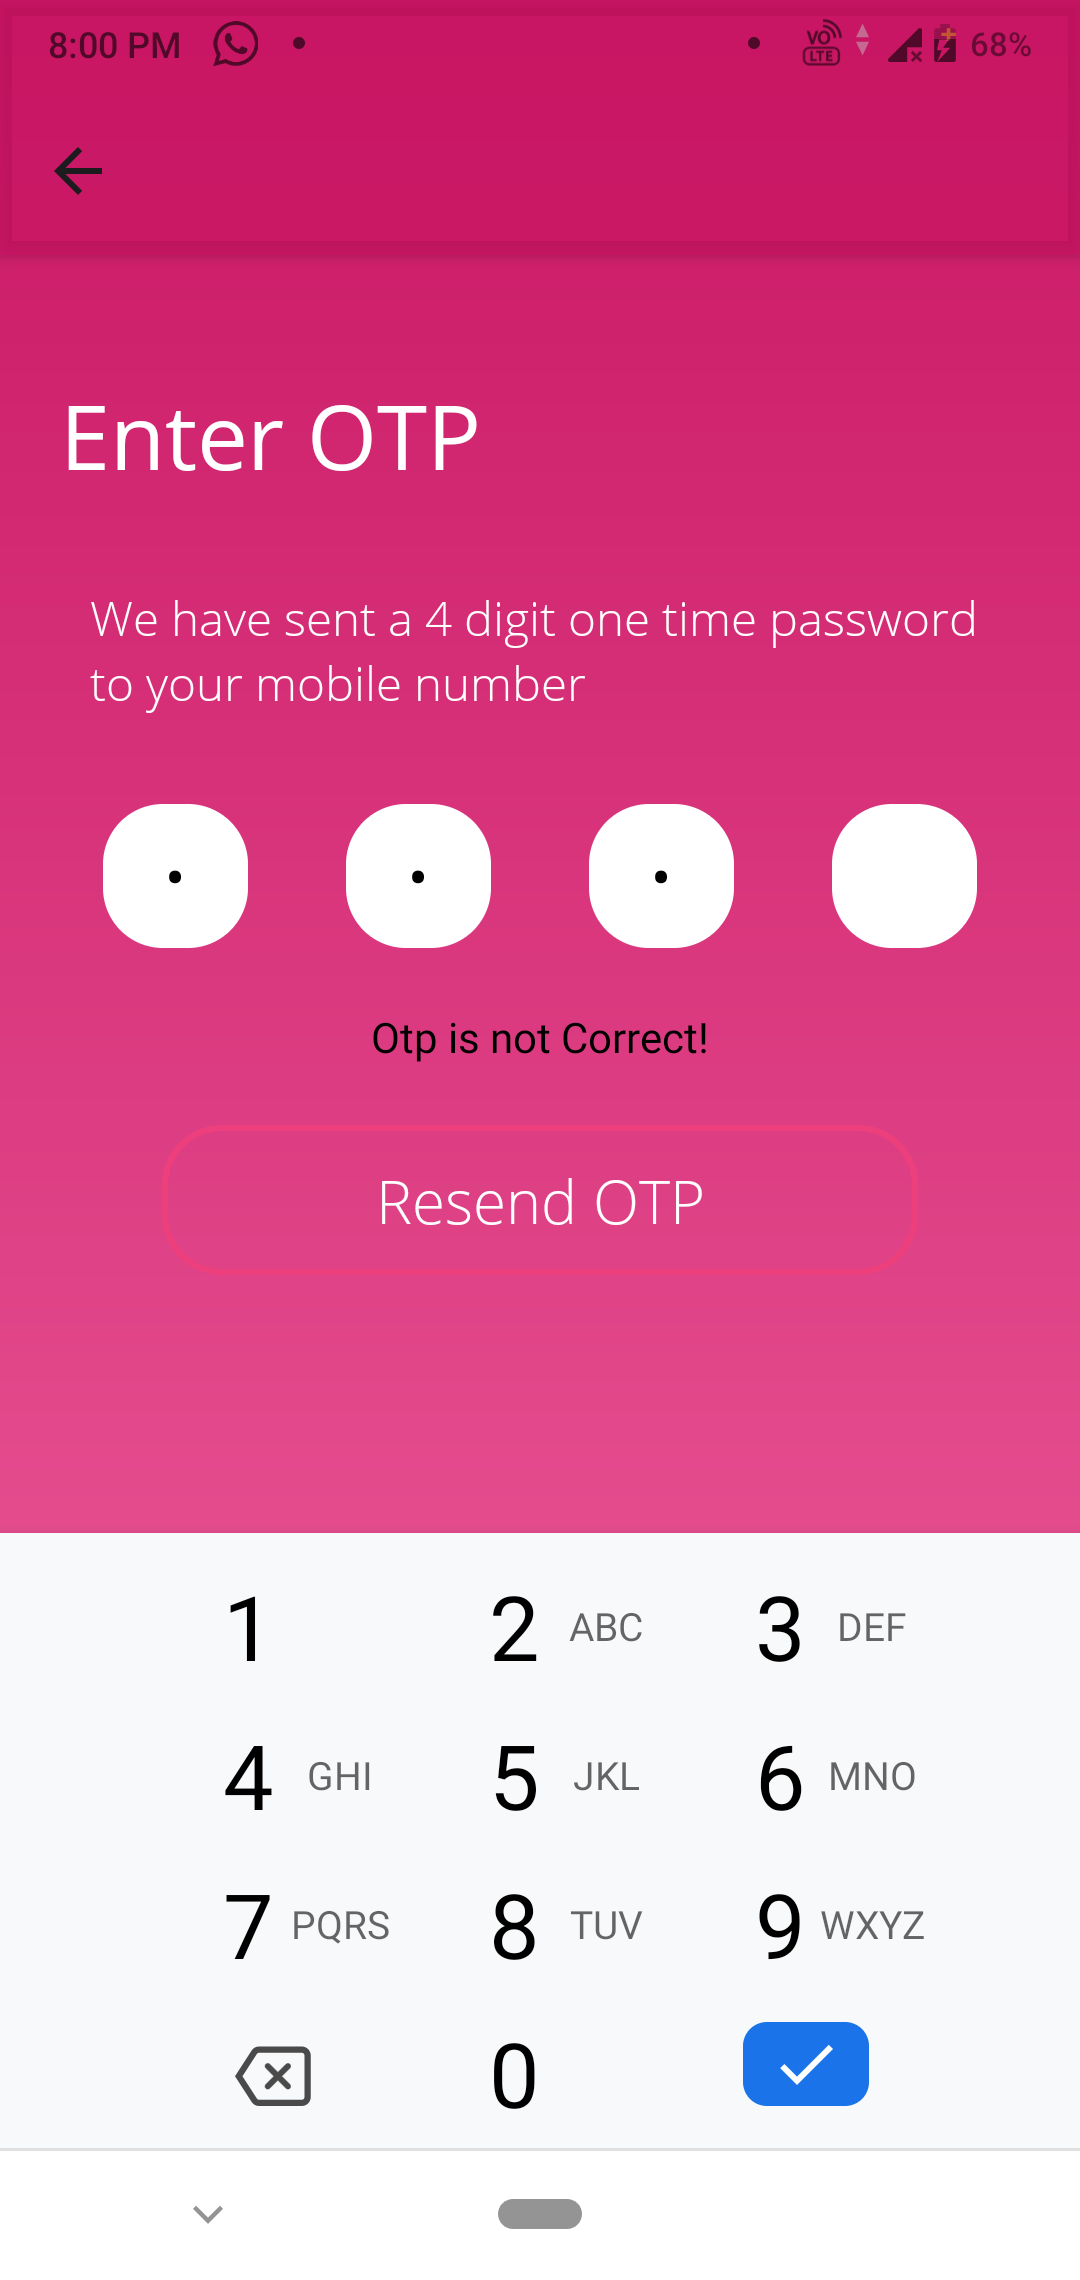 8:00 PM
VO LTE
68%
Enter OTP
We have sent a 4 digit one time password
to your mobile number
Otp is not Correct!
Resend OTP
1
2 ABC
3 DEF
4 GHI
5 JKL
6 MNO
7 PQRS
8 TUV
9 WXYZ
0